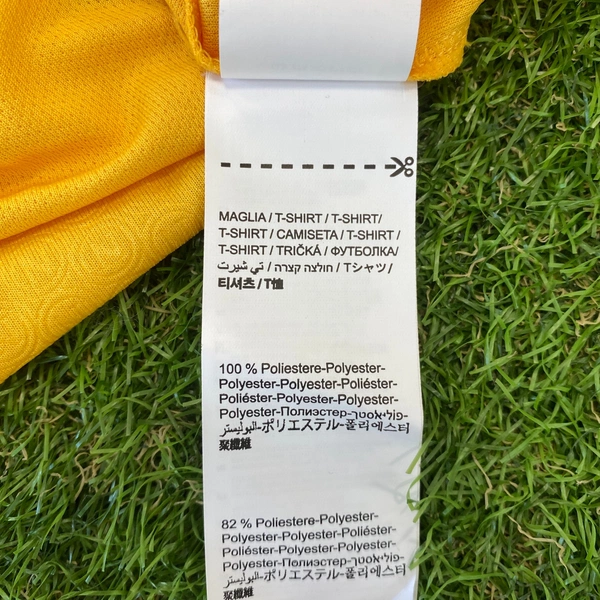 MAGLIA / T-SHIRT / T-SHIRT/
T-SHIRT / CAMISETA / T-SHIRT /
T-SHIRT / TRIČKÁ / ФУТБОЛКА/
تي شيرت / חולצה קצרה / Tシャツ /
티셔츠 / T恤
100 % Poliestere-Polyester-
Polyester-Polyester-Poliéster-
Poliéster-Polyester-Polyester-
Polyester-Полиэстер-פוליאסטר-
البوليستر-ポリエステル-폴리에스터
聚纖維
82 % Poliestere-Polyester-
Polyester-Polyester-Poliéster-
Poliéster-Polyester-Polyester-
Polyester-Полиэстер-פוליאסטר-
البوليستر-ポリエステル-폴리에스터
聚纖維